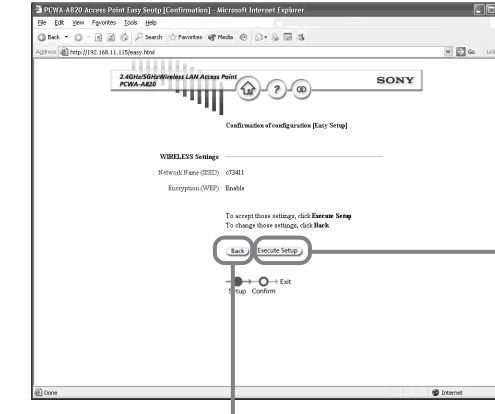 PCWA-A820 Access Point Easy Seutp [Confirmation] - Microsoft Internet Explorer
File Edit View Favorites Tools Help
Back Search Favorites Media
Address http://192.168.11.115/easy.html Go Link
2.4GHz/5GHzWireless LAN Access Point
PCWA-A820
SONY
Confirmation of configuration [Easy Setup]
WIRELESS Settings
Network Name (SSID) c73411
Encryption (WEP) Enable
To accept those settings, click Execute Setup
To change those settings, click Back
Back Execute Setup
Exit
Setup Confirm
Done Internet